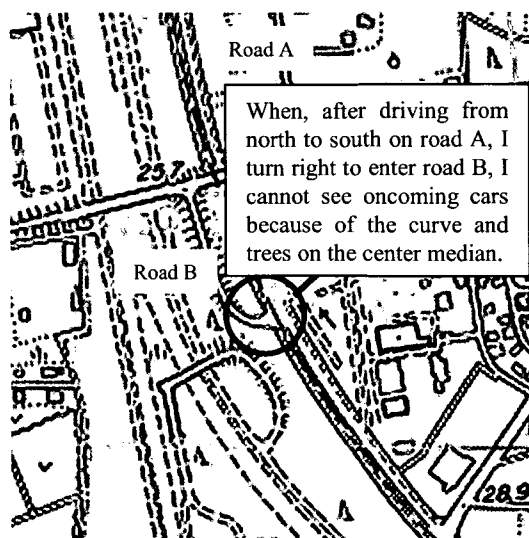 Road A
When, after driving from
north to south on road A, I
turn right to enter road B, I
cannot see oncoming cars
because of the curve and
trees on the center median.
25.7
Road B
28.9